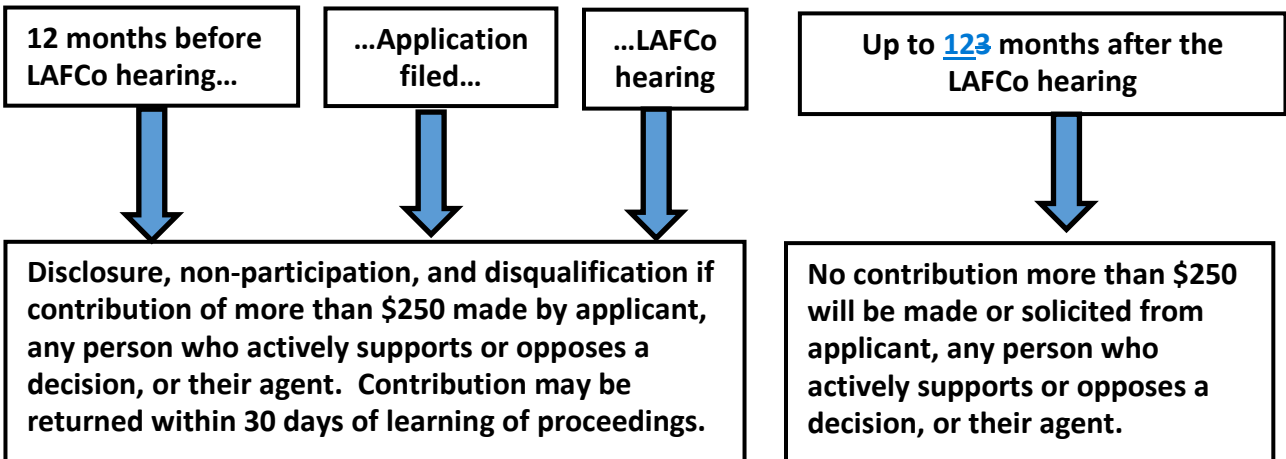 12 months before
LAFCo hearing…
…Application
filed…
…LAFCo
hearing
Up to 123 months after the
LAFCo hearing
Disclosure, non-participation, and disqualification if
contribution of more than $250 made by applicant,
any person who actively supports or opposes a
decision, or their agent.  Contribution may be
returned within 30 days of learning of proceedings.
No contribution more than $250
will be made or solicited from
applicant, any person who
actively supports or opposes a
decision, or their agent.